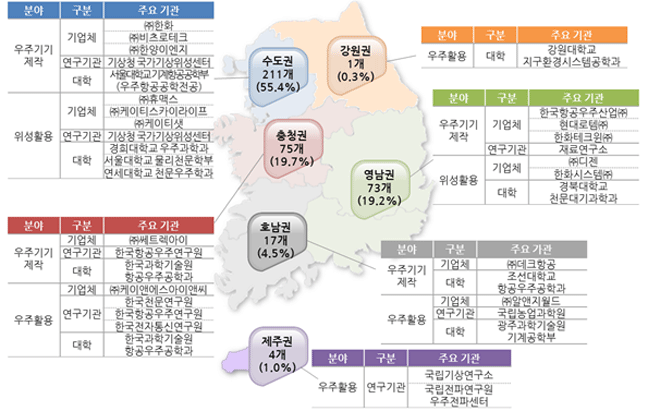 분야 구분 주요 기관
우주기기 제작 기업체 ㈜한화
㈜비츠로테크
㈜한양이엔지
연구기관 기상청 국가기상위성센터
대학 서울대학교기계항공공학부
(우주항공공학전공)
위성활용 기업체 ㈜휴맥스
㈜케이티스카이라이프
㈜케이티샛
연구기관 기상청 국가기상위성센터
대학 경희대학교 우주과학과
서울대학교 물리천문학부
연세대학교 천문우주학과
수도권
211개
(55.4%)
강원권
1개
(0.3%)
분야 구분 주요 기관
우주활용 대학 강원대학교
지구환경시스템공학과
충청권
75개
(19.7%)
영남권
73개
(19.2%)
분야 구분 주요 기관
우주기기 제작 기업체 한국항공우주산업㈜
현대로템㈜
한화테크윈㈜
연구기관 재료연구소
위성활용 기업체 ㈜디젠
한화시스템㈜
대학 경북대학교
천문대기과학과
분야 구분 주요 기관
우주기기 제작 기업체 ㈜쎄트렉아이
연구기관 한국항공우주연구원
대학 한국과학기술원
항공우주공학과
우주활용 기업체 ㈜케이앤에스아이앤씨
연구기관 한국천문연구원
한국항공우주연구원
한국전자통신연구원
대학 한국과학기술원
항공우주공학과
호남권
17개
(4.5%)
분야 구분 주요 기관
우주기기 제작 기업체 ㈜데크항공
대학 조선대학교
항공우주공학과
우주활용 기업체 ㈜알앤지월드
연구기관 국립농업과학원
대학 광주과학기술원
기계공학부
제주권
4개
(1.0%)
분야 구분 주요 기관
우주활용 연구기관 국립기상연구소
국립전파연구원
우주전파센터